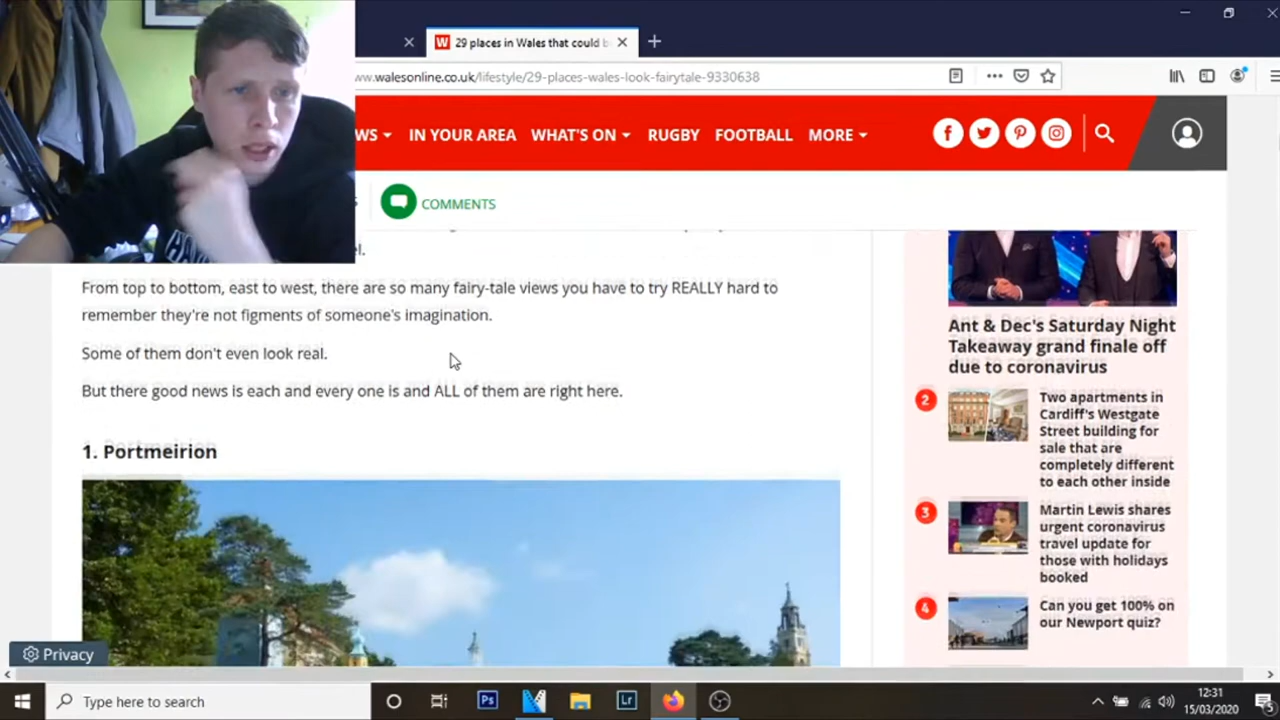 29 places in Wales that could b
ww.walesonline.co.uk/lifestyle/29-places-wales-look-fairytale-9330638
WS
IN YOUR AREA
WHAT'S ON
RUGBY
FOOTBALL
MORE
COMMENTS
el.
From top to bottom, east to west, there are so many fairy-tale views you have to try REALLY hard to
remember they're not figments of someone's imagination.
Some of them don't even look real.
But there good news is each and every one is and ALL of them are right here.
1. Portmeirion
Ant & Dec's Saturday Night
Takeaway grand finale off
due to coronavirus
2
Two apartments in
Cardiff's Westgate
Street building for
sale that are
completely different
to each other inside
3
Martin Lewis shares
urgent coronavirus
travel update for
those with holidays
booked
4
Can you get 100% on
our Newport quiz?
Privacy
Type here to search
Ps
Lr
12:31
15/03/2020